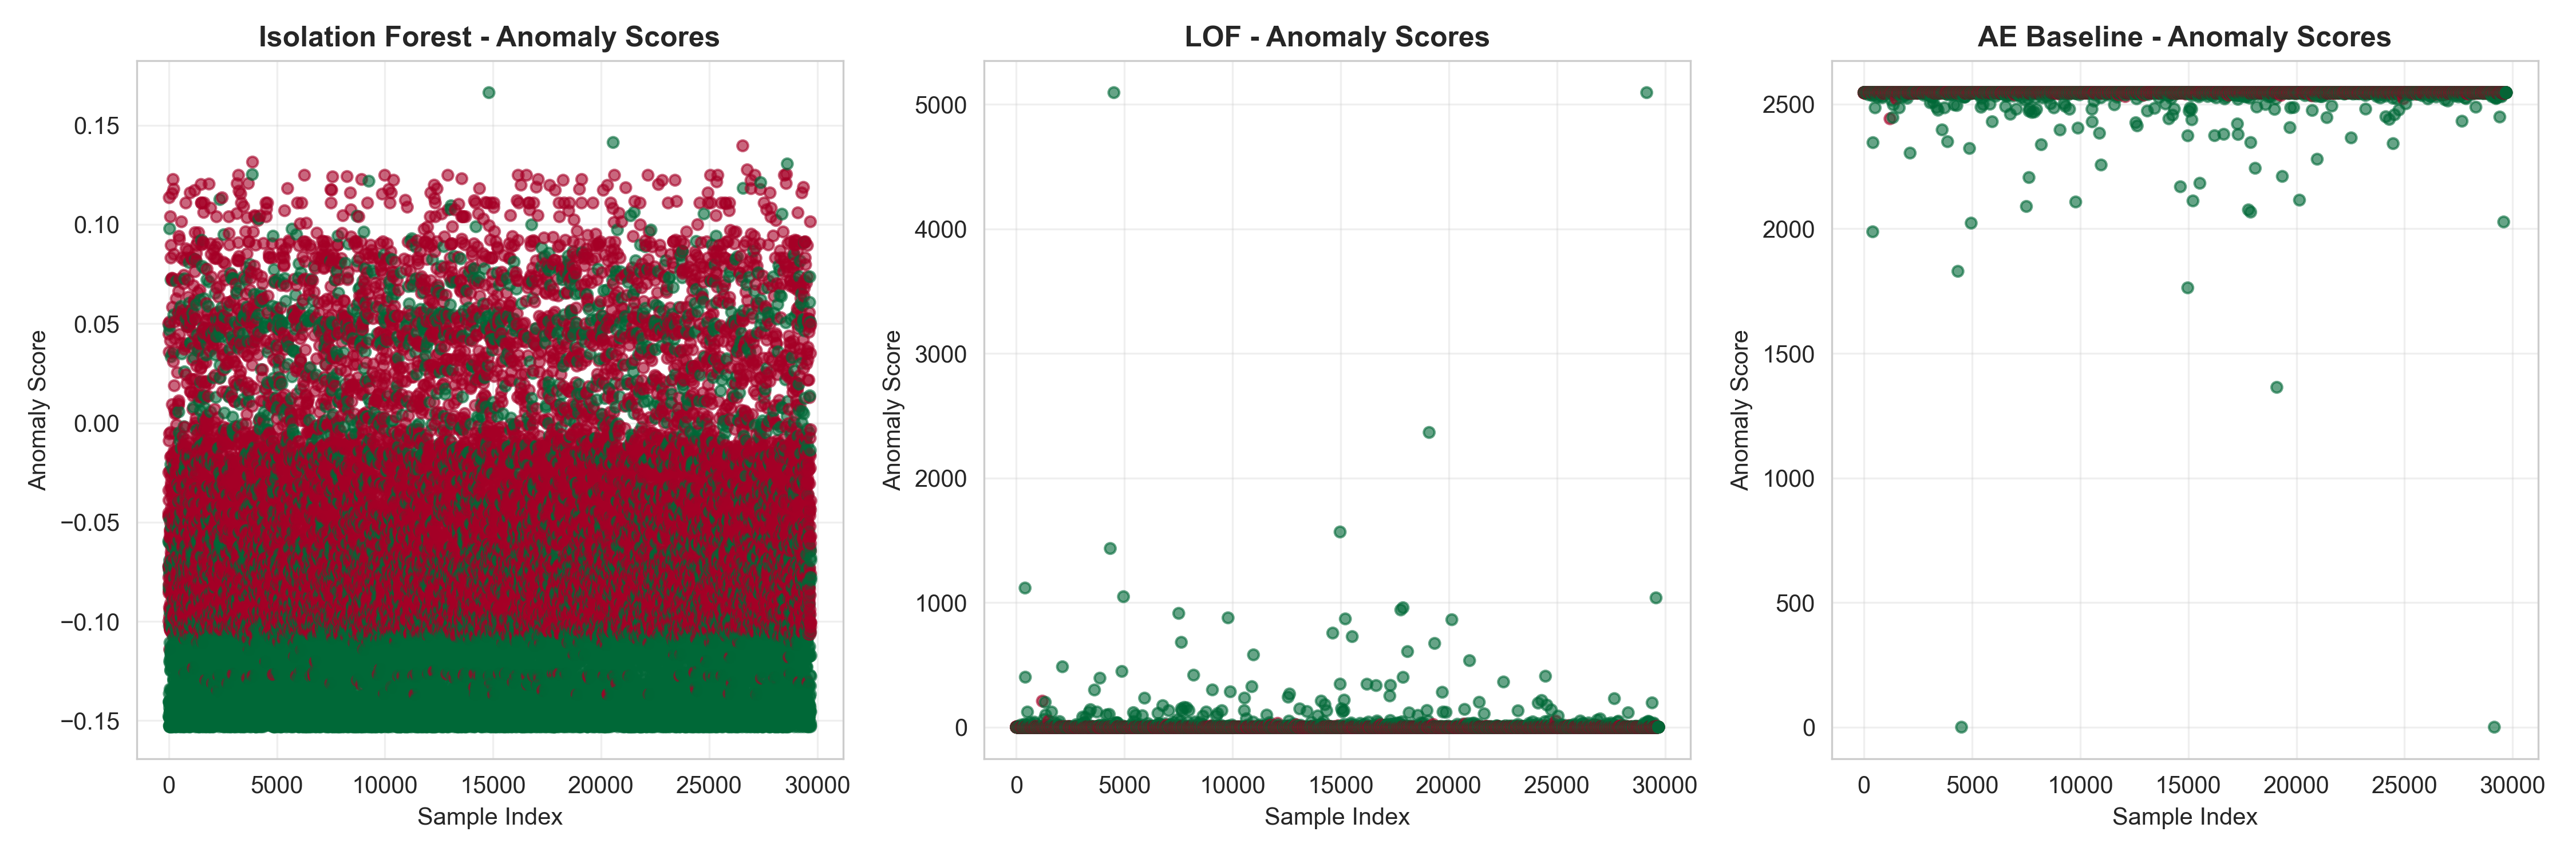 Isolation Forest - Anomaly Scores
Anomaly Score
0.15
0.10
0.05
0.00
−0.05
−0.10
−0.15
0 5000 10000 15000 20000 25000 30000
Sample Index
LOF - Anomaly Scores
Anomaly Score
5000
4000
3000
2000
1000
0
0 5000 10000 15000 20000 25000 30000
Sample Index
AE Baseline - Anomaly Scores
Anomaly Score
2500
2000
1500
1000
500
0
0 5000 10000 15000 20000 25000 30000
Sample Index